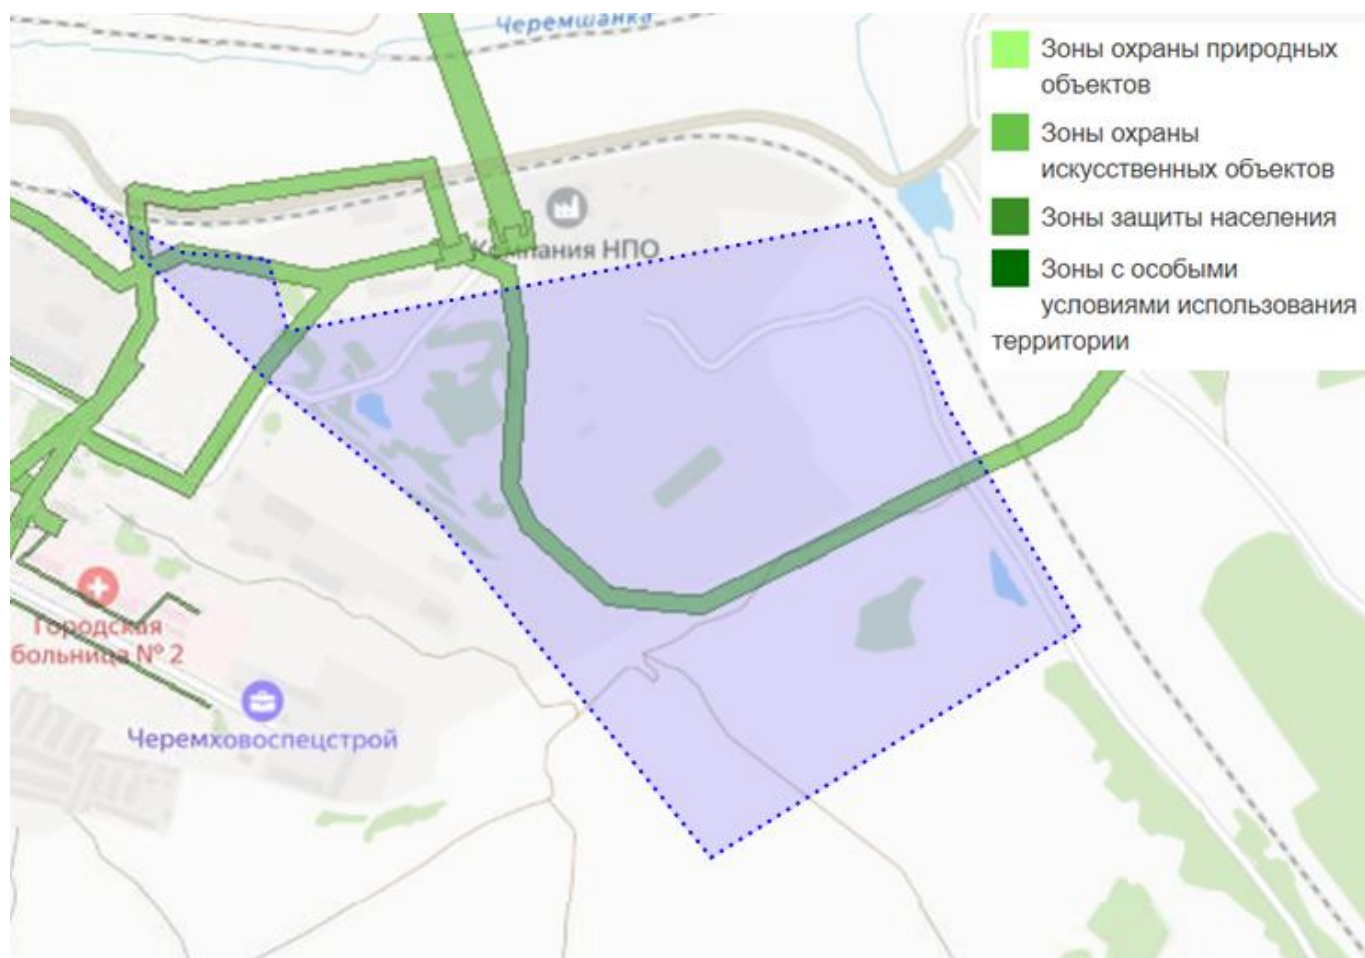 Черемшанка
Зоны охраны природных
объектов
Зоны охраны
искусственных объектов
Зоны защиты населения
Зоны с особыми
условиями использования
территории
Компания НПО
Городская
больница № 2
Черемховоспецстрой